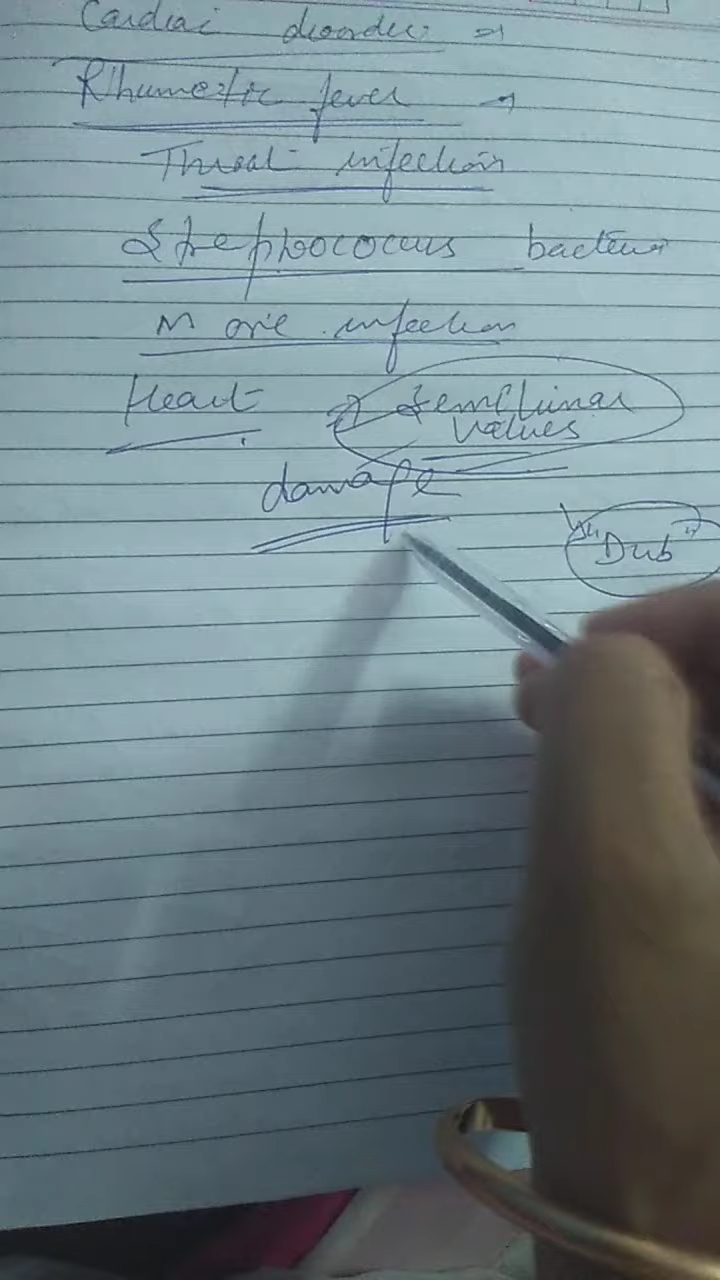 Cardiac disorder ⇒
Rhumetic fever →
Throat infection
Streptococcus bacteria
More infection
Heart ⇒ Semilunar
valves
damage
"Dub"